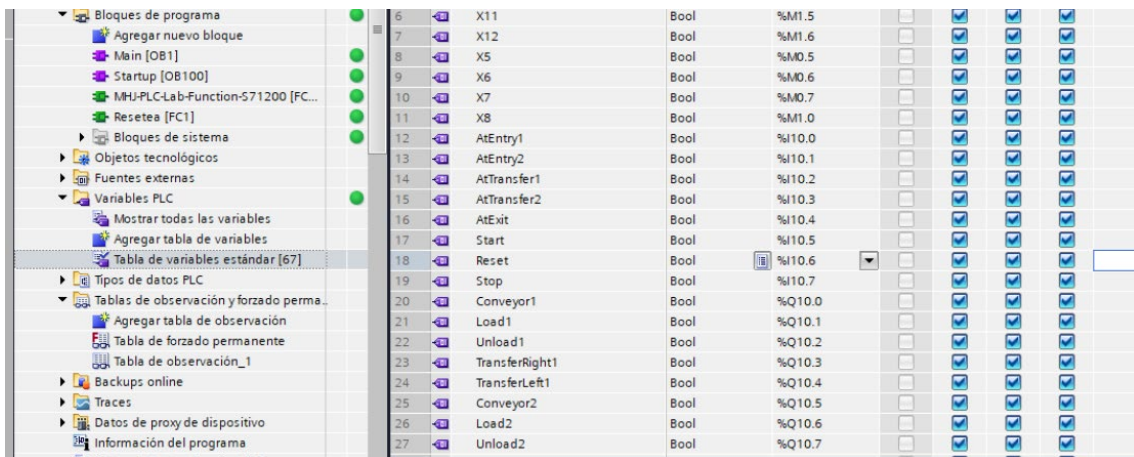 Bloques de programa
Agregar nuevo bloque
Main [OB1]
Startup [OB100]
MHJ-PLC-Lab-Function-S71200 [FC...
Resetea [FC1]
Bloques de sistema
Objetos tecnológicos
Fuentes externas
Variables PLC
Mostrar todas las variables
Agregar tabla de variables
Tabla de variables estándar [67]
Tipos de datos PLC
Tablas de observación y forzado perma..
Agregar tabla de observación
Tabla de forzado permanente
Tabla de observación_1
Backups online
Traces
Datos de proxy de dispositivo
Información del programa
6 X11 Bool %M1.5
7 X12 Bool %M1.6
8 X5 Bool %M0.5
9 X6 Bool %M0.6
10 X7 Bool %M0.7
11 X8 Bool %M1.0
12 AtEntry1 Bool %I10.0
13 AtEntry2 Bool %I10.1
14 AtTransfer1 Bool %I10.2
15 AtTransfer2 Bool %I10.3
16 AtExit Bool %I10.4
17 Start Bool %I10.5
18 Reset Bool %I10.6
19 Stop Bool %I10.7
20 Conveyor1 Bool %Q10.0
21 Load1 Bool %Q10.1
22 Unload1 Bool %Q10.2
23 TransferRight1 Bool %Q10.3
24 TransferLeft1 Bool %Q10.4
25 Conveyor2 Bool %Q10.5
26 Load2 Bool %Q10.6
27 Unload2 Bool %Q10.7